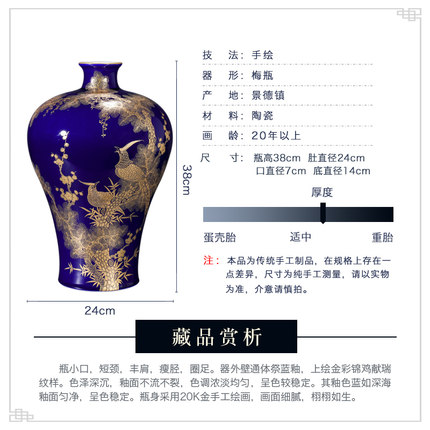 技 法：手绘
器 形：梅瓶
产 地：景德镇
材 料：陶瓷
画 龄：20年以上
尺 寸：瓶高38cm 肚直径24cm
口直径7cm 底直径14cm
38cm
24cm
厚度
蛋壳胎 适中 重胎
注：本品为传统手工制品，在规格上存在一
点差异，尺寸为纯手工测量，请以实物
为准，介意请慎拍。
藏品赏析
瓶小口，短颈，丰肩，瘦胫，圈足。器外壁通体祭蓝釉，上绘金彩锦鸡献瑞
纹样。色泽深沉，釉面不流不裂，色调浓淡均匀，呈色较稳定。其釉色蓝如深海
釉面匀净，呈色稳定。瓶身采用20K金手工绘画，画面细腻，栩栩如生。